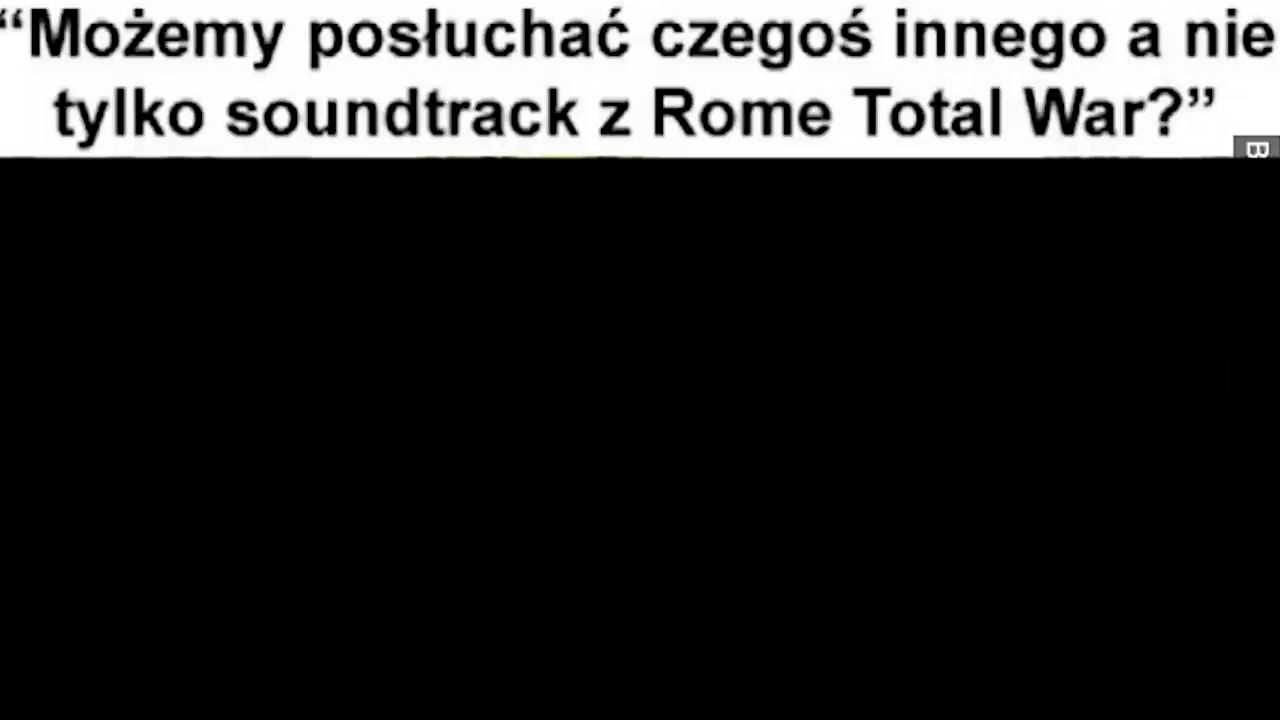 “Możemy posłuchać czegoś innego a nie
tylko soundtrack z Rome Total War?”
B